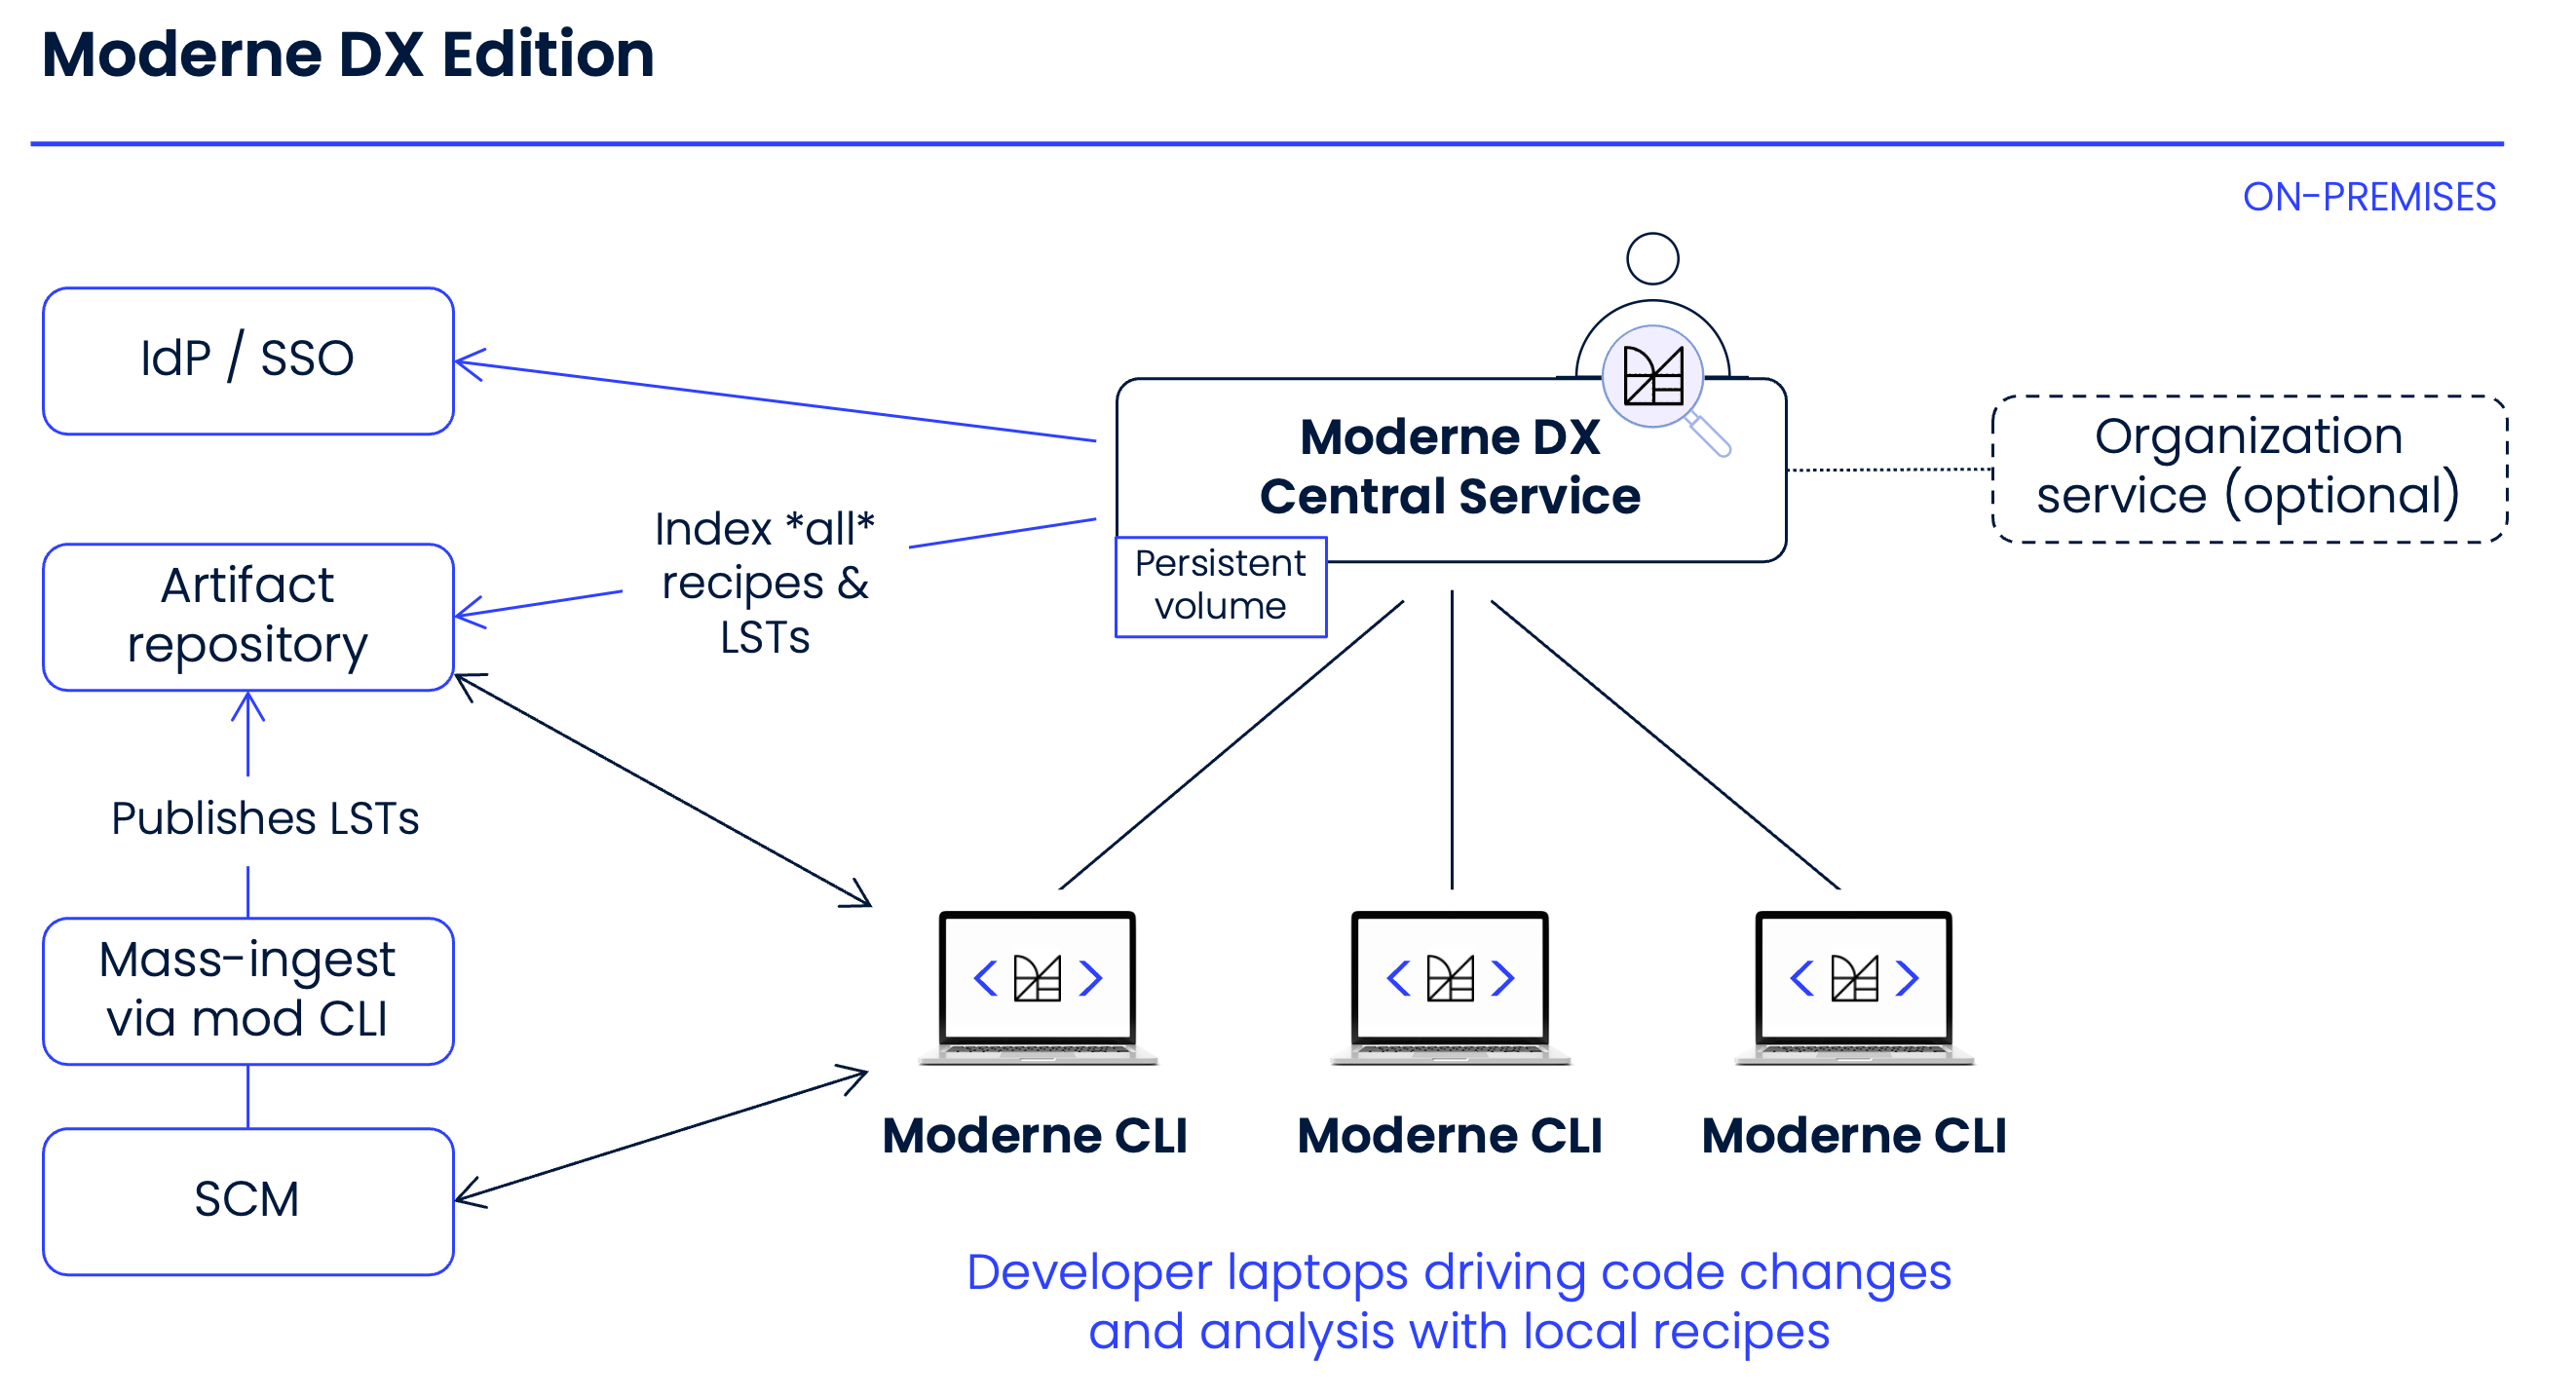 Moderne DX Edition
ON-PREMISES
IdP / SSO
Moderne DX
Central Service
Persistent
volume
Organization
service (optional)
Index *all*
recipes &
LSTs
Artifact
repository
Publishes LSTs
Mass-ingest
via mod CLI
SCM
< >
< >
< >
Moderne CLI
Moderne CLI
Moderne CLI
Developer laptops driving code changes
and analysis with local recipes